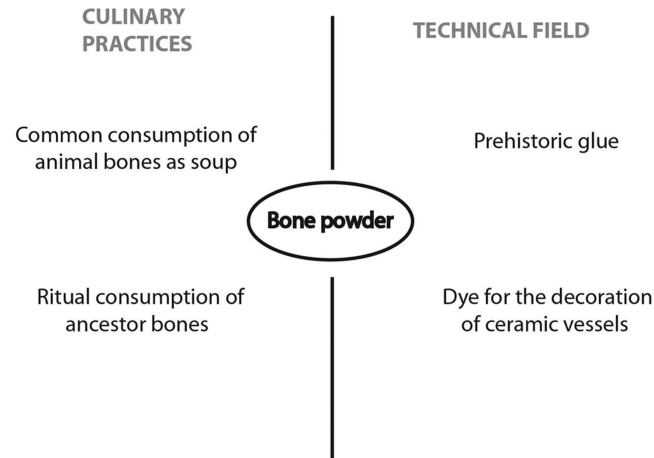 CULINARY
PRACTICES
TECHNICAL FIELD
Common consumption of
animal bones as soup
Prehistoric glue
Bone powder
Ritual consumption of
ancestor bones
Dye for the decoration
of ceramic vessels